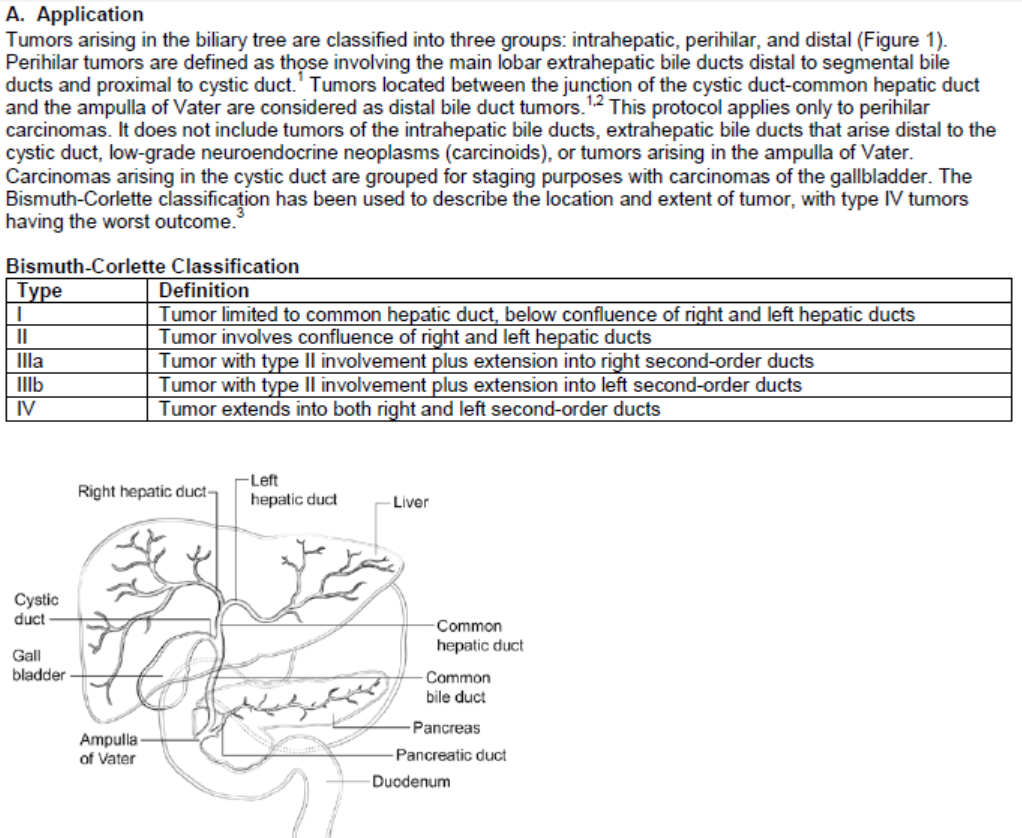 A. Application
Tumors arising in the biliary tree are classified into three groups: intrahepatic, perihilar, and distal (Figure 1).
Perihilar tumors are defined as those involving the main lobar extrahepatic bile ducts distal to segmental bile
ducts and proximal to cystic duct.1 Tumors located between the junction of the cystic duct-common hepatic duct
and the ampulla of Vater are considered as distal bile duct tumors.1,2 This protocol applies only to perihilar
carcinomas. It does not include tumors of the intrahepatic bile ducts, extrahepatic bile ducts that arise distal to the
cystic duct, low-grade neuroendocrine neoplasms (carcinoids), or tumors arising in the ampulla of Vater.
Carcinomas arising in the cystic duct are grouped for staging purposes with carcinomas of the gallbladder. The
Bismuth-Corlette classification has been used to describe the location and extent of tumor, with type IV tumors
having the worst outcome.3
Bismuth-Corlette Classification
Type Definition
I Tumor limited to common hepatic duct, below confluence of right and left hepatic ducts
II Tumor involves confluence of right and left hepatic ducts
IIIa Tumor with type II involvement plus extension into right second-order ducts
IIIb Tumor with type II involvement plus extension into left second-order ducts
IV Tumor extends into both right and left second-order ducts
Right hepatic duct
Left
hepatic duct
Liver
Cystic
duct
Common
hepatic duct
Gall
bladder
Common
bile duct
Pancreas
Ampulla
of Vater
Pancreatic duct
Duodenum